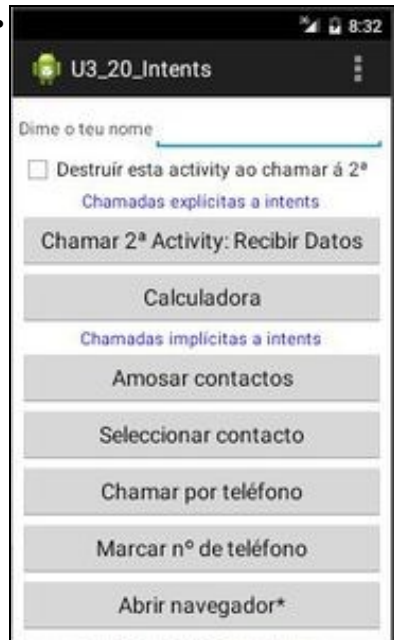 8:32
U3_20_Intents
Dime o teu nome
Destruír esta activity ao chamar á 2ª
Chamadas explícitas a intents
Chamar 2ª Activity: Recibir Datos
Calculadora
Chamadas implícitas a intents
Amosar contactos
Seleccionar contacto
Chamar por teléfono
Marcar nº de teléfono
Abrir navegador*